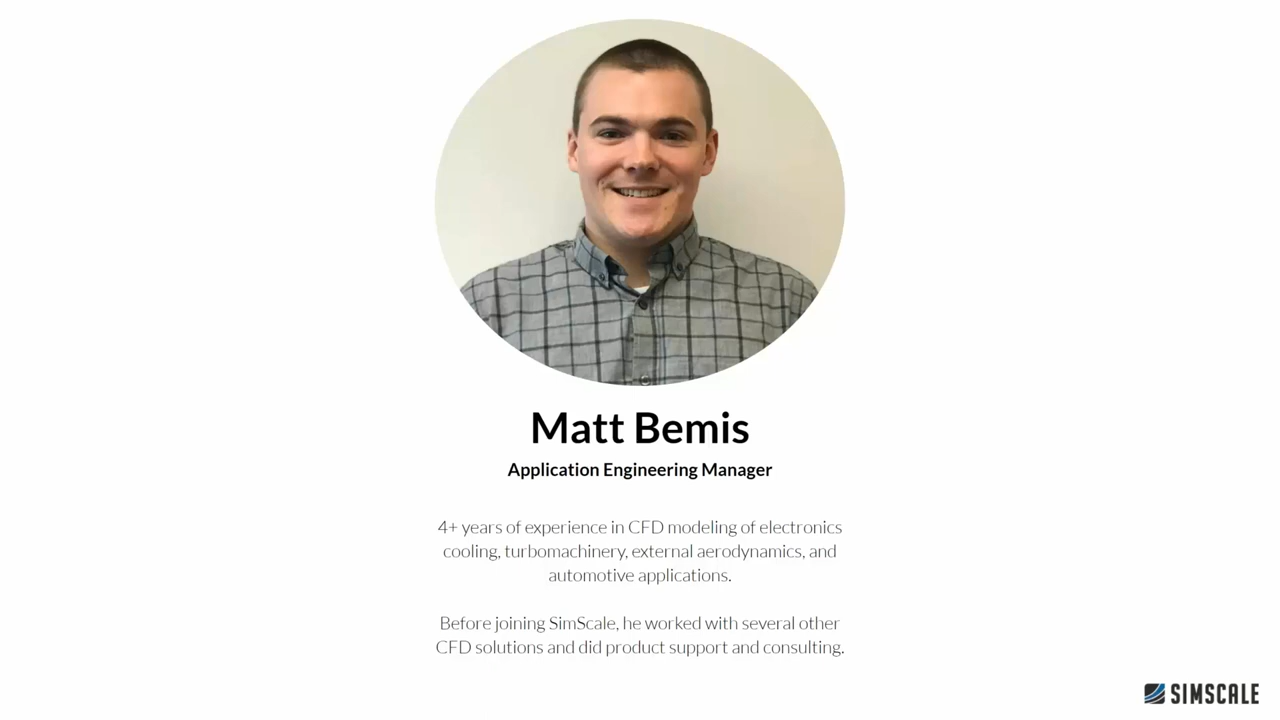 Matt Bemis
Application Engineering Manager
4+ years of experience in CFD modeling of electronics
cooling, turbomachinery, external aerodynamics, and
automotive applications.
Before joining SimScale, he worked with several other
CFD solutions and did product support and consulting.
SIMSCALE